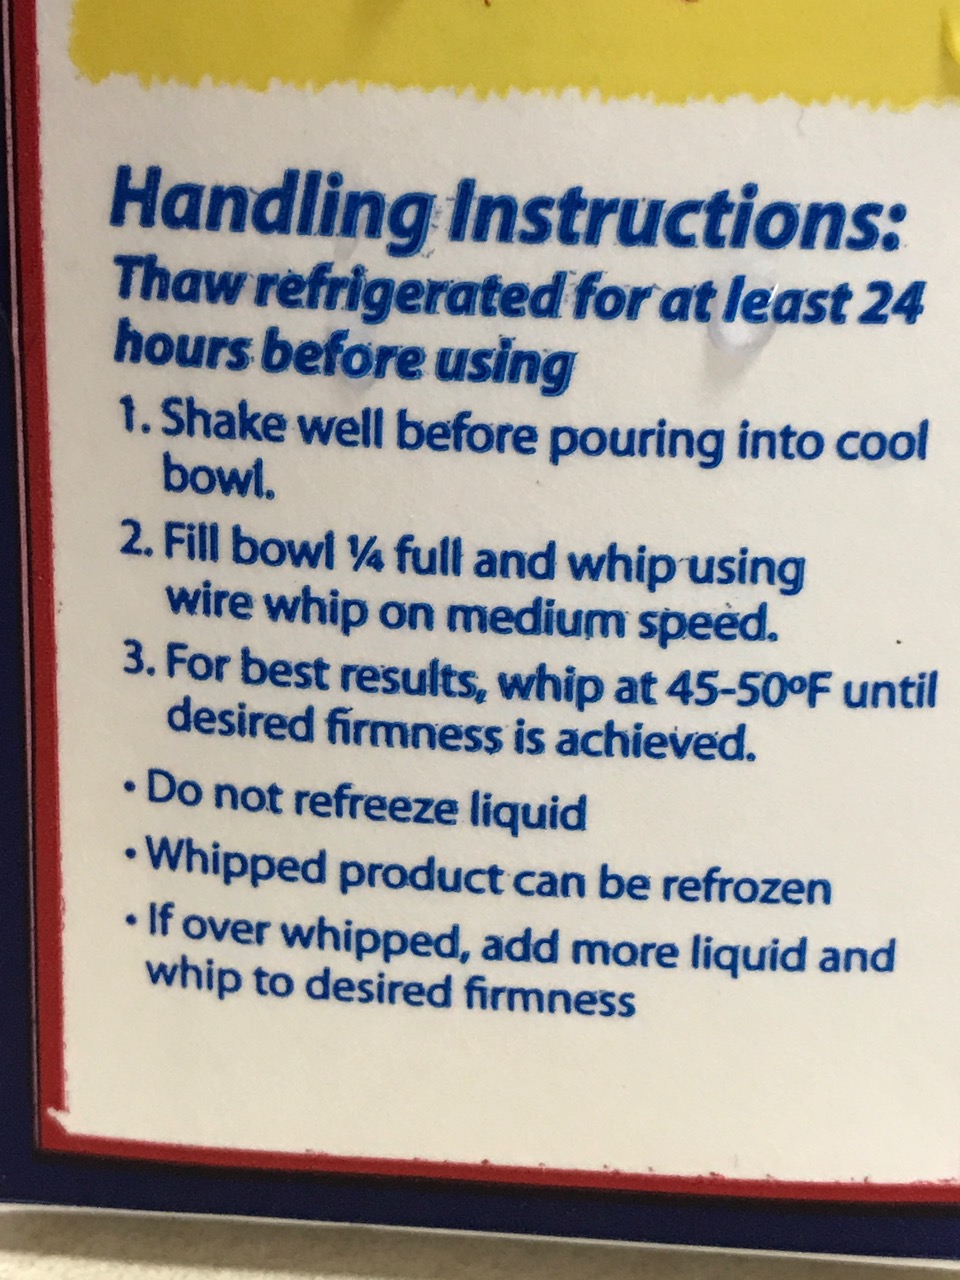 Handling Instructions:
Thaw refrigerated for at least 24
hours before using
1. Shake well before pouring into cool
bowl.
2. Fill bowl ¼ full and whip using
wire whip on medium speed.
3. For best results, whip at 45-50ºF until
desired firmness is achieved.
• Do not refreeze liquid
• Whipped product can be refrozen
• If over whipped, add more liquid and
whip to desired firmness